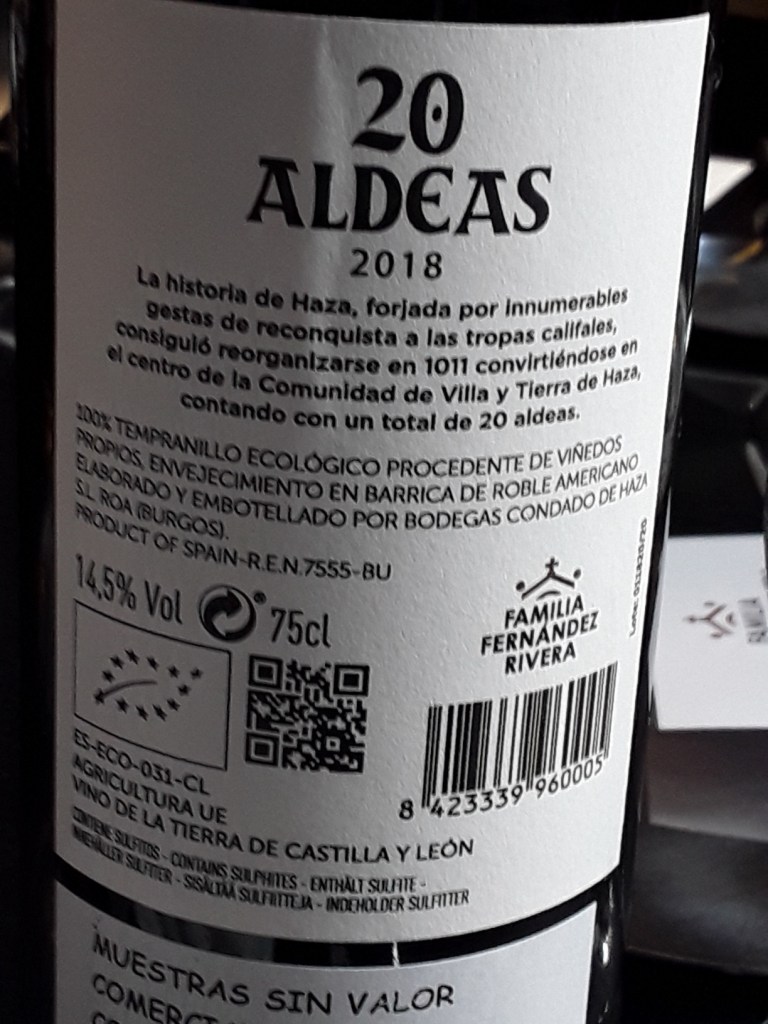 20
ALDEAS
2018
La historia de Haza, forjada por innumerables
gestas de reconquista a las tropas califales,
consiguió reorganizarse en 1011 convirtiéndose en
el centro de la Comunidad de Villa y Tierra de Haza,
contando con un total de 20 aldeas.
100% TEMPRANILLO ECOLÓGICO PROCEDENTE DE VIÑEDOS
PROPIOS, ENVEJECIMIENTO EN BARRICA DE ROBLE AMERICANO
ELABORADO Y EMBOTELLADO POR BODEGAS CONDADO DE HAZA
S.L. ROA (BURGOS).
PRODUCT OF SPAIN-R.E.N.7555-BU
14,5% Vol 75cl
FAMILIA
FERNÁNDEZ
RIVERA
8 423339 960005
ES-ECO-031-CL
AGRICULTURA UE
VINO DE LA TIERRA DE CASTILLA Y LEÓN
CONTIENE SULFITOS - CONTAINS SULPHITES - ENTHÄLT SULFITE -
INNEHÅLLER SULFITER - SISÄLTÄÄ SULFIITTEJA - INDEHOLDER SULFITTER
MUESTRAS SIN VALOR
FAMILIA